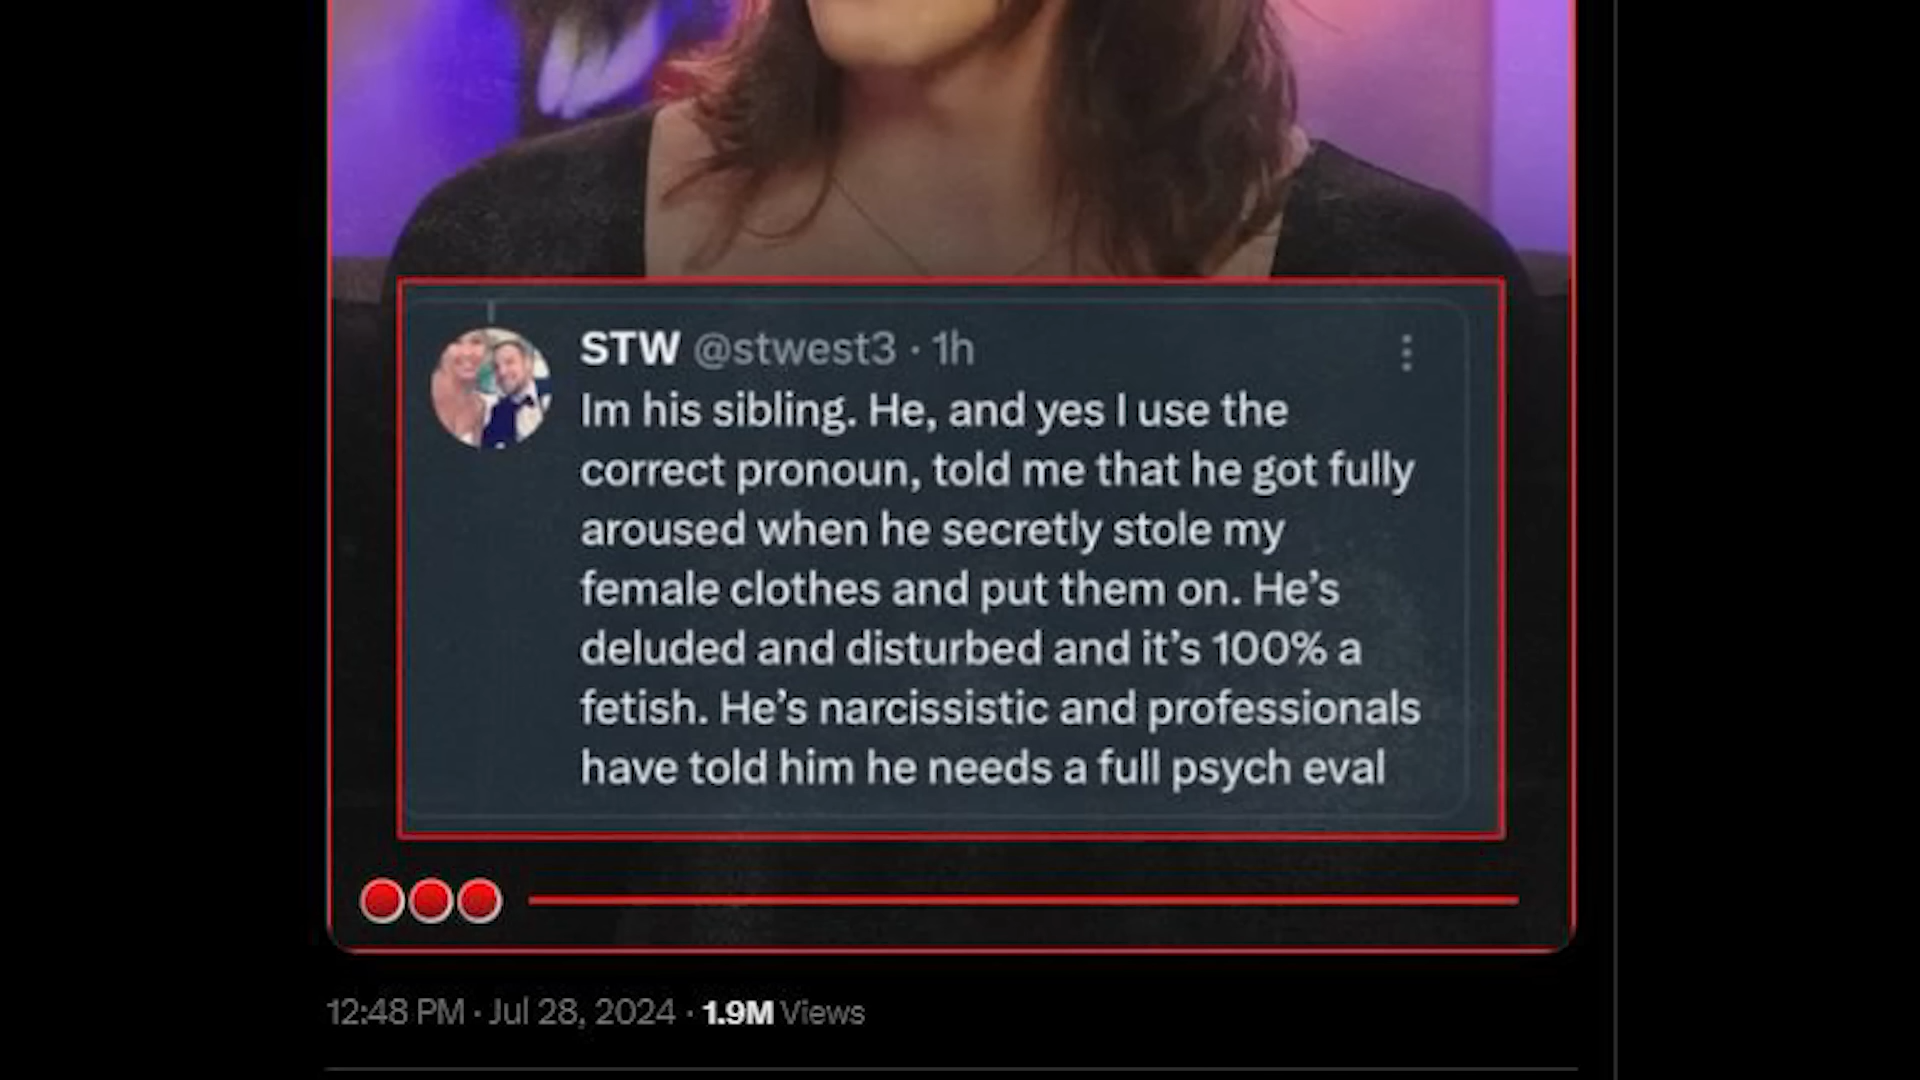 STW @stwest3 · 1h
Im his sibling. He, and yes I use the
correct pronoun, told me that he got fully
aroused when he secretly stole my
female clothes and put them on. He's
deluded and disturbed and it's 100% a
fetish. He's narcissistic and professionals
have told him he needs a full psych eval
12:48 PM · Jul 28, 2024 · 1.9M Views